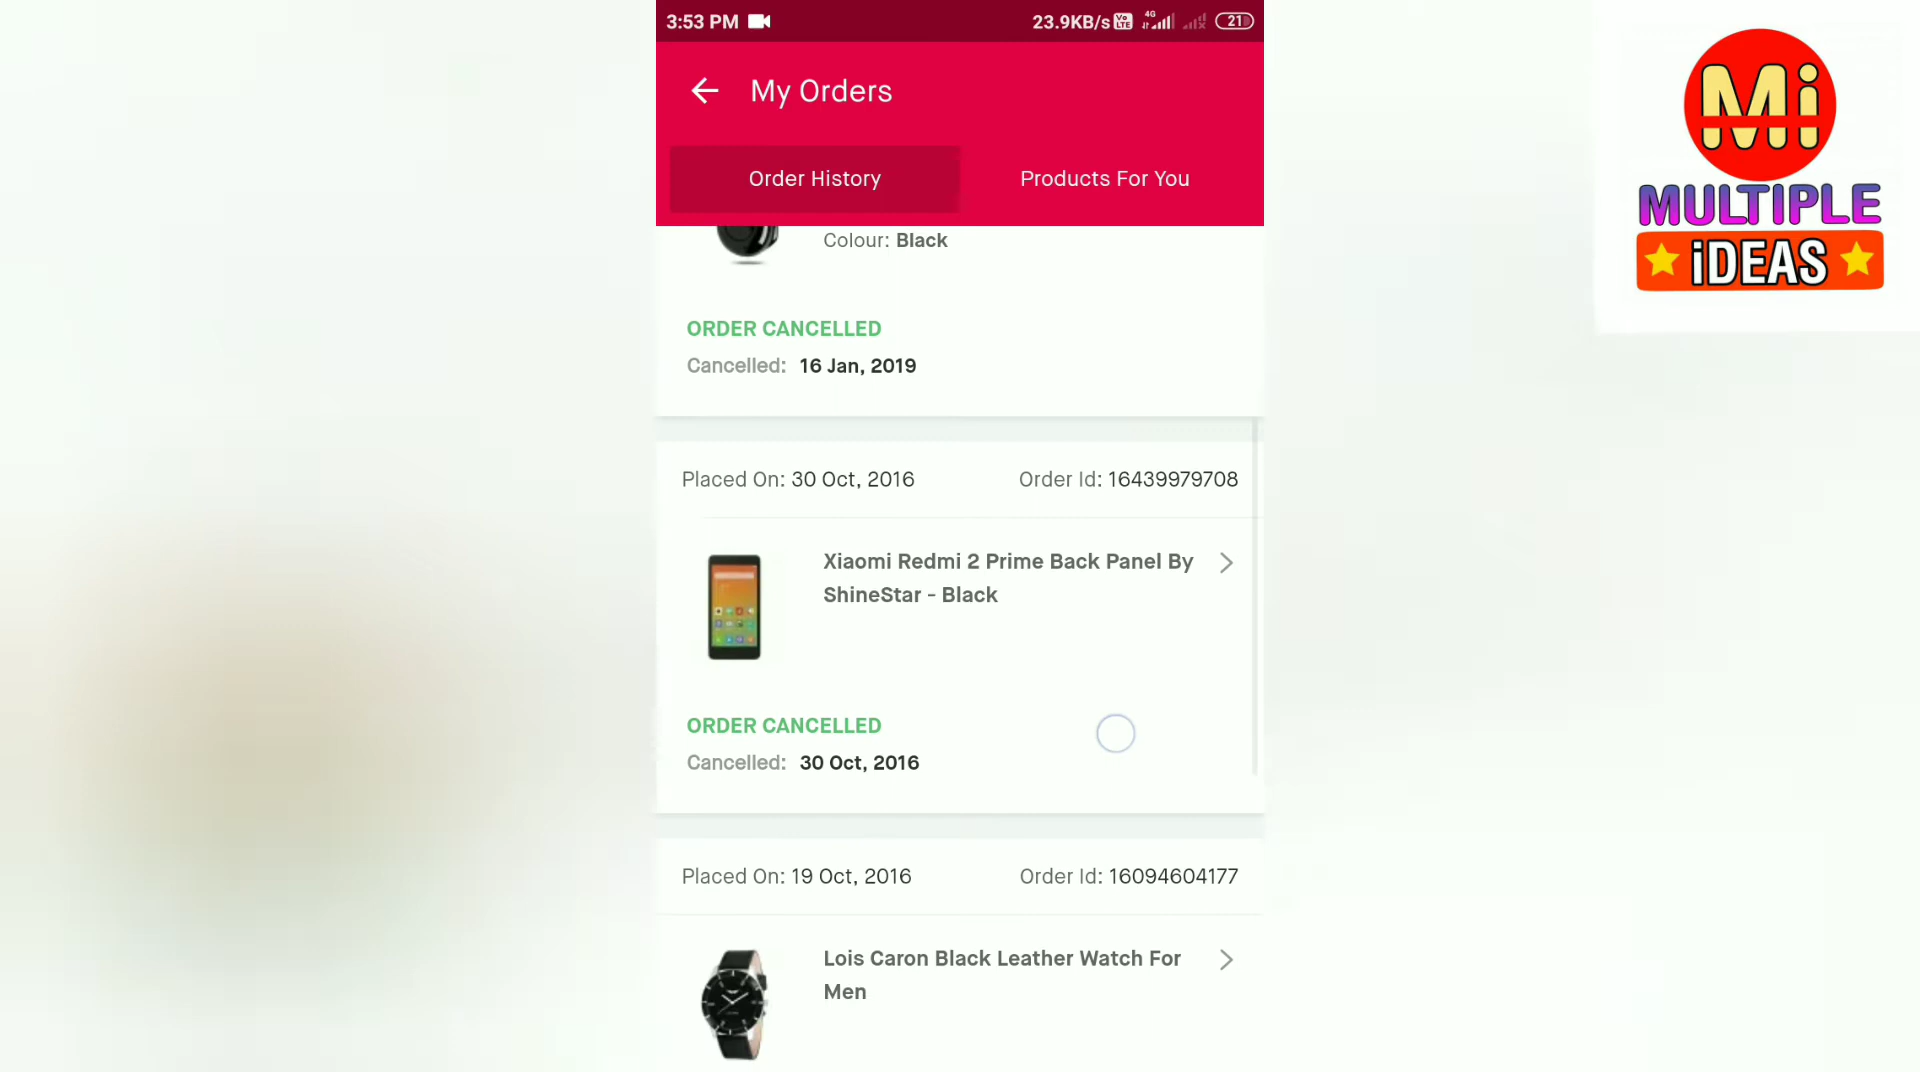 3:53 PM
23.9KB/s Vo LTE 4G 21
My Orders
Order History
Products For You
Colour: Black
ORDER CANCELLED
Cancelled: 16 Jan, 2019
Placed On: 30 Oct, 2016
Order Id: 16439979708
Xiaomi Redmi 2 Prime Back Panel By
ShineStar - Black
ORDER CANCELLED
Cancelled: 30 Oct, 2016
Placed On: 19 Oct, 2016
Order Id: 16094604177
Lois Caron Black Leather Watch For
Men
Mi
MULTIPLE
iDEAS